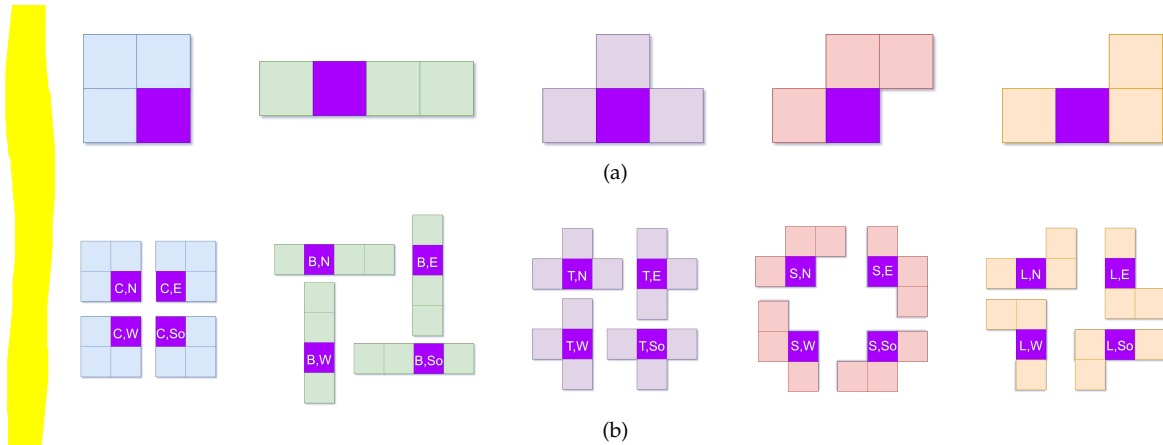 (a)
B,E
B,N
T,N T,E
S,N S,E
L,N L,E
C,N C,E
C,W C,So
B,W B,So
T,W T,So
S,W S,So
L,W L,So
(b)